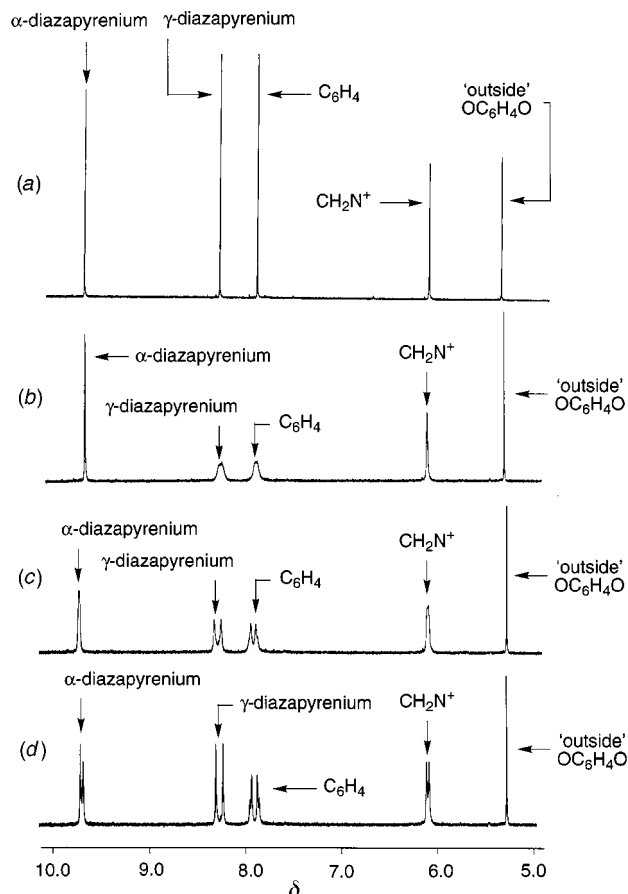 α-diazapyrenium
γ-diazapyrenium
C₆H₄
'outside'
OC₆H₄O
CH₂N⁺
(a)
α-diazapyrenium
CH₂N⁺
γ-diazapyrenium
C₆H₄
'outside'
OC₆H₄O
(b)
α-diazapyrenium
CH₂N⁺
γ-diazapyrenium
C₆H₄
'outside'
OC₆H₄O
(c)
α-diazapyrenium
γ-diazapyrenium
CH₂N⁺
'outside'
OC₆H₄O
(d)
C₆H₄
10.0 9.0 8.0 7.0 6.0 5.0
δ